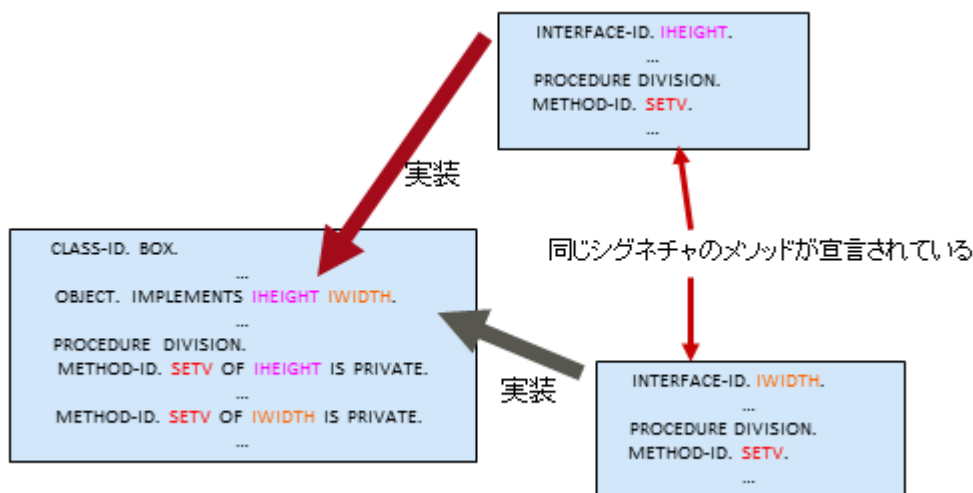 INTERFACE-ID. IHEIGHT.
...
PROCEDURE DIVISION.
METHOD-ID. SETV.
...
実装
同じシグネチャのメソッドが宣言されている
CLASS-ID. BOX.
...
OBJECT. IMPLEMENTS IHEIGHT IWIDTH.
...
PROCEDURE DIVISION.
METHOD-ID. SETV OF IHEIGHT IS PRIVATE.
...
METHOD-ID. SETV OF IWIDTH IS PRIVATE.
...
実装
INTERFACE-ID. IWIDTH.
...
PROCEDURE DIVISION.
METHOD-ID. SETV.
...